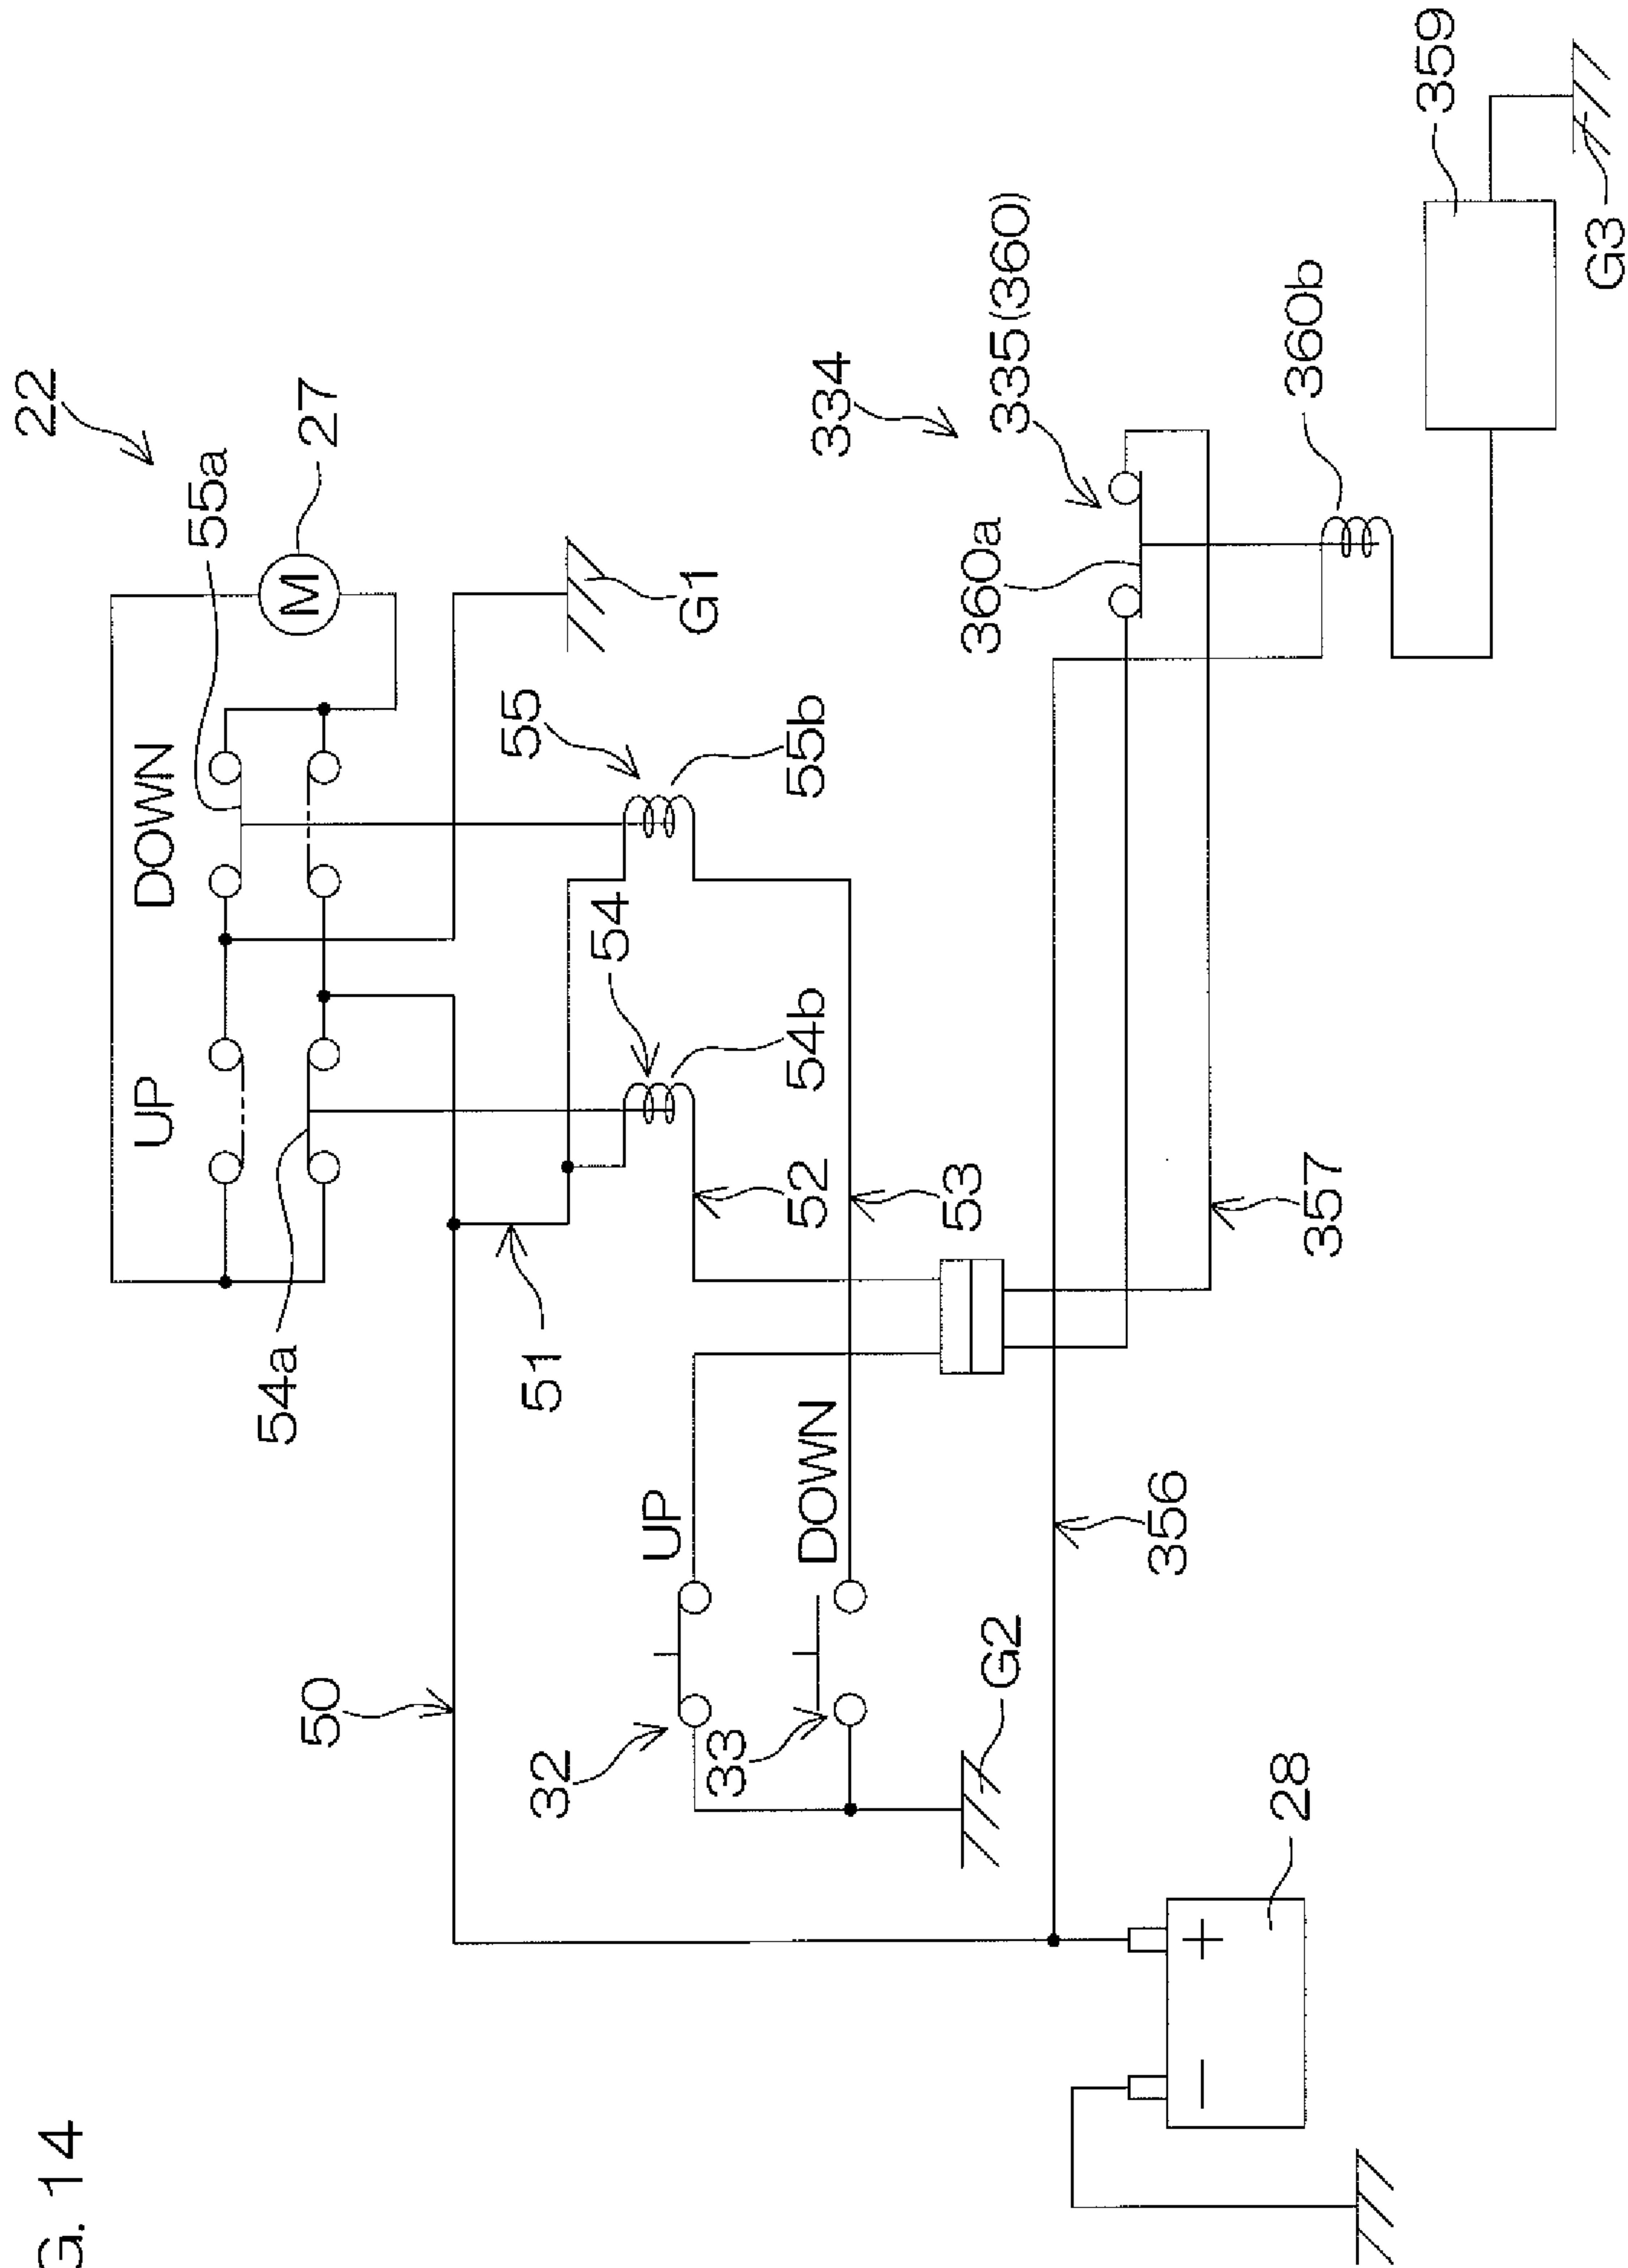 G. 14
22
27
M
55a
DOWN
UP
54a
G1
55
55b
54
54b
50
51
52
53
UP
DOWN
32
33
G2
334
335(360)
360a
360b
359
G3
356
357
28
+
−